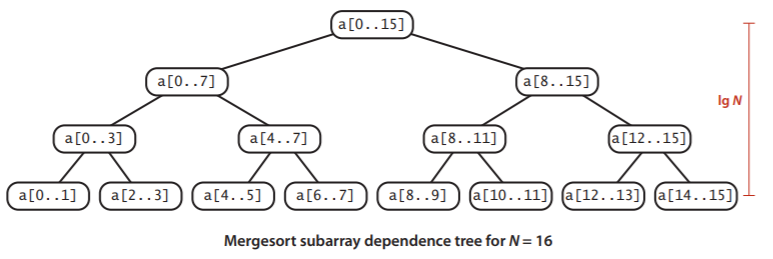 a[0..15]
a[0..7] a[8..15]
lg N
a[0..3] a[4..7] a[8..11] a[12..15]
a[0..1] a[2..3] a[4..5] a[6..7] a[8..9] a[10..11] a[12..13] a[14..15]
Mergesort subarray dependence tree for N = 16